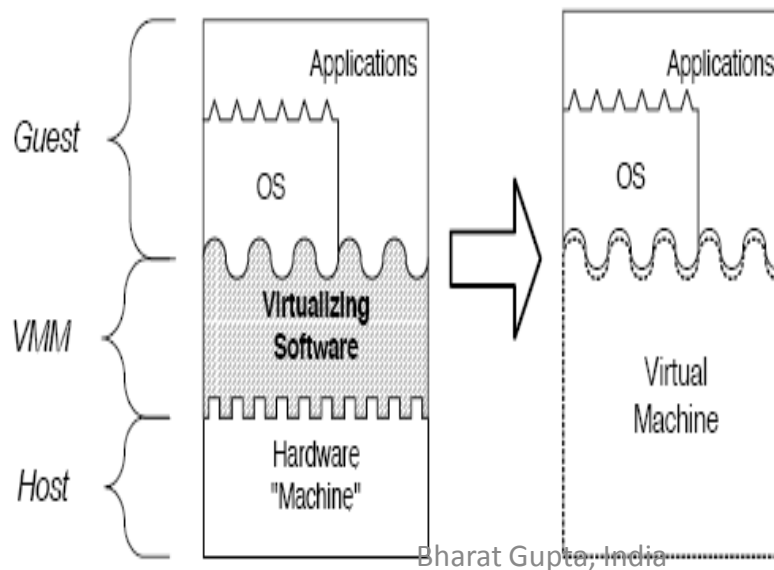 Guest
VMM
Host
Applications
OS
Virtualizing
Software
Hardware
"Machine"
Applications
OS
Virtual
Machine
Bharat Gupta, India